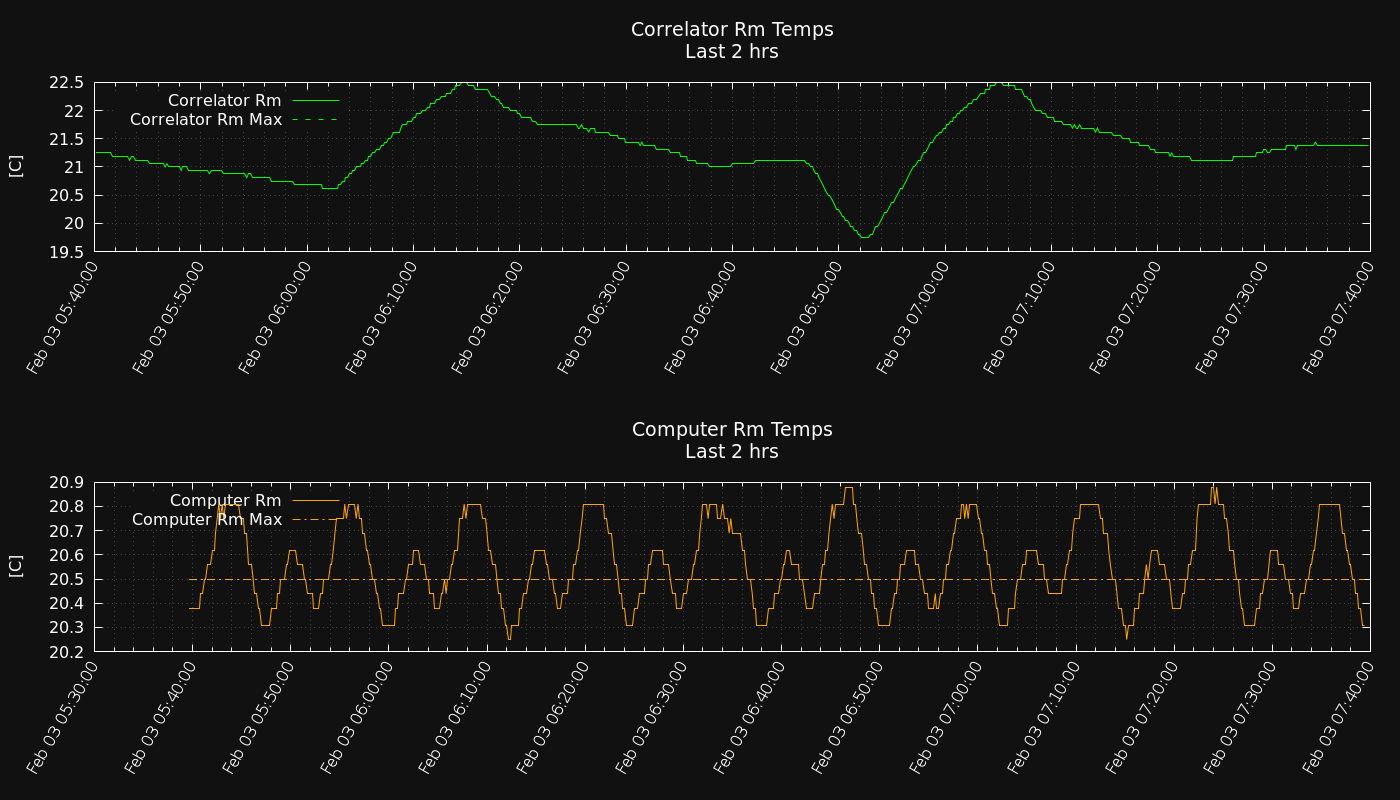 Correlator Rm Temps
Last 2 hrs
22.5
22
21.5
21
20.5
20
19.5
[C]
Correlator Rm
Correlator Rm Max
Feb 03 05:40:00
Feb 03 05:50:00
Feb 03 06:00:00
Feb 03 06:10:00
Feb 03 06:20:00
Feb 03 06:30:00
Feb 03 06:40:00
Feb 03 06:50:00
Feb 03 07:00:00
Feb 03 07:10:00
Feb 03 07:20:00
Feb 03 07:30:00
Feb 03 07:40:00
Computer Rm Temps
Last 2 hrs
20.9
20.8
20.7
20.6
20.5
20.4
20.3
20.2
[C]
Computer Rm
Computer Rm Max
Feb 03 05:30:00
Feb 03 05:40:00
Feb 03 05:50:00
Feb 03 06:00:00
Feb 03 06:10:00
Feb 03 06:20:00
Feb 03 06:30:00
Feb 03 06:40:00
Feb 03 06:50:00
Feb 03 07:00:00
Feb 03 07:10:00
Feb 03 07:20:00
Feb 03 07:30:00
Feb 03 07:40:00